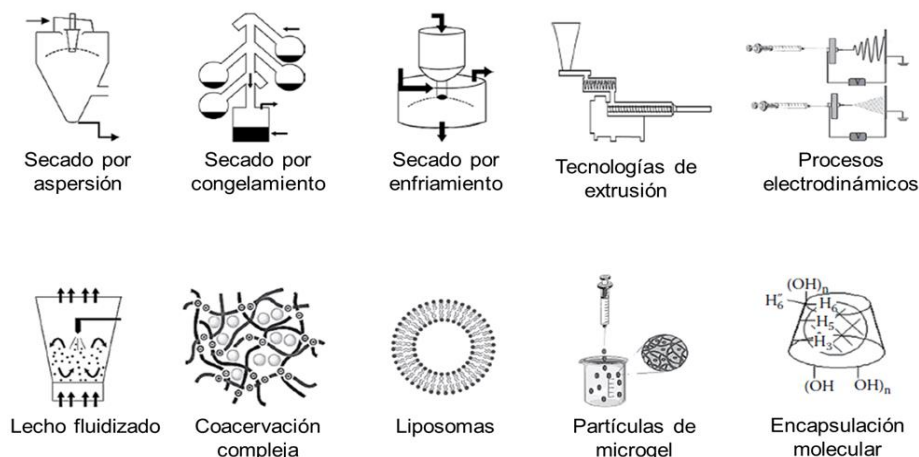 Secado por
aspersión
Secado por
congelamiento
Secado por
enfriamiento
Tecnologías de
extrusión
V
V
Procesos
electrodinámicos
Lecho fluidizado
Coacervación
compleja
Liposomas
Partículas de
microgel
(OH)n
H6'
H6
H5
H3
(OH
OH)n
Encapsulación
molecular